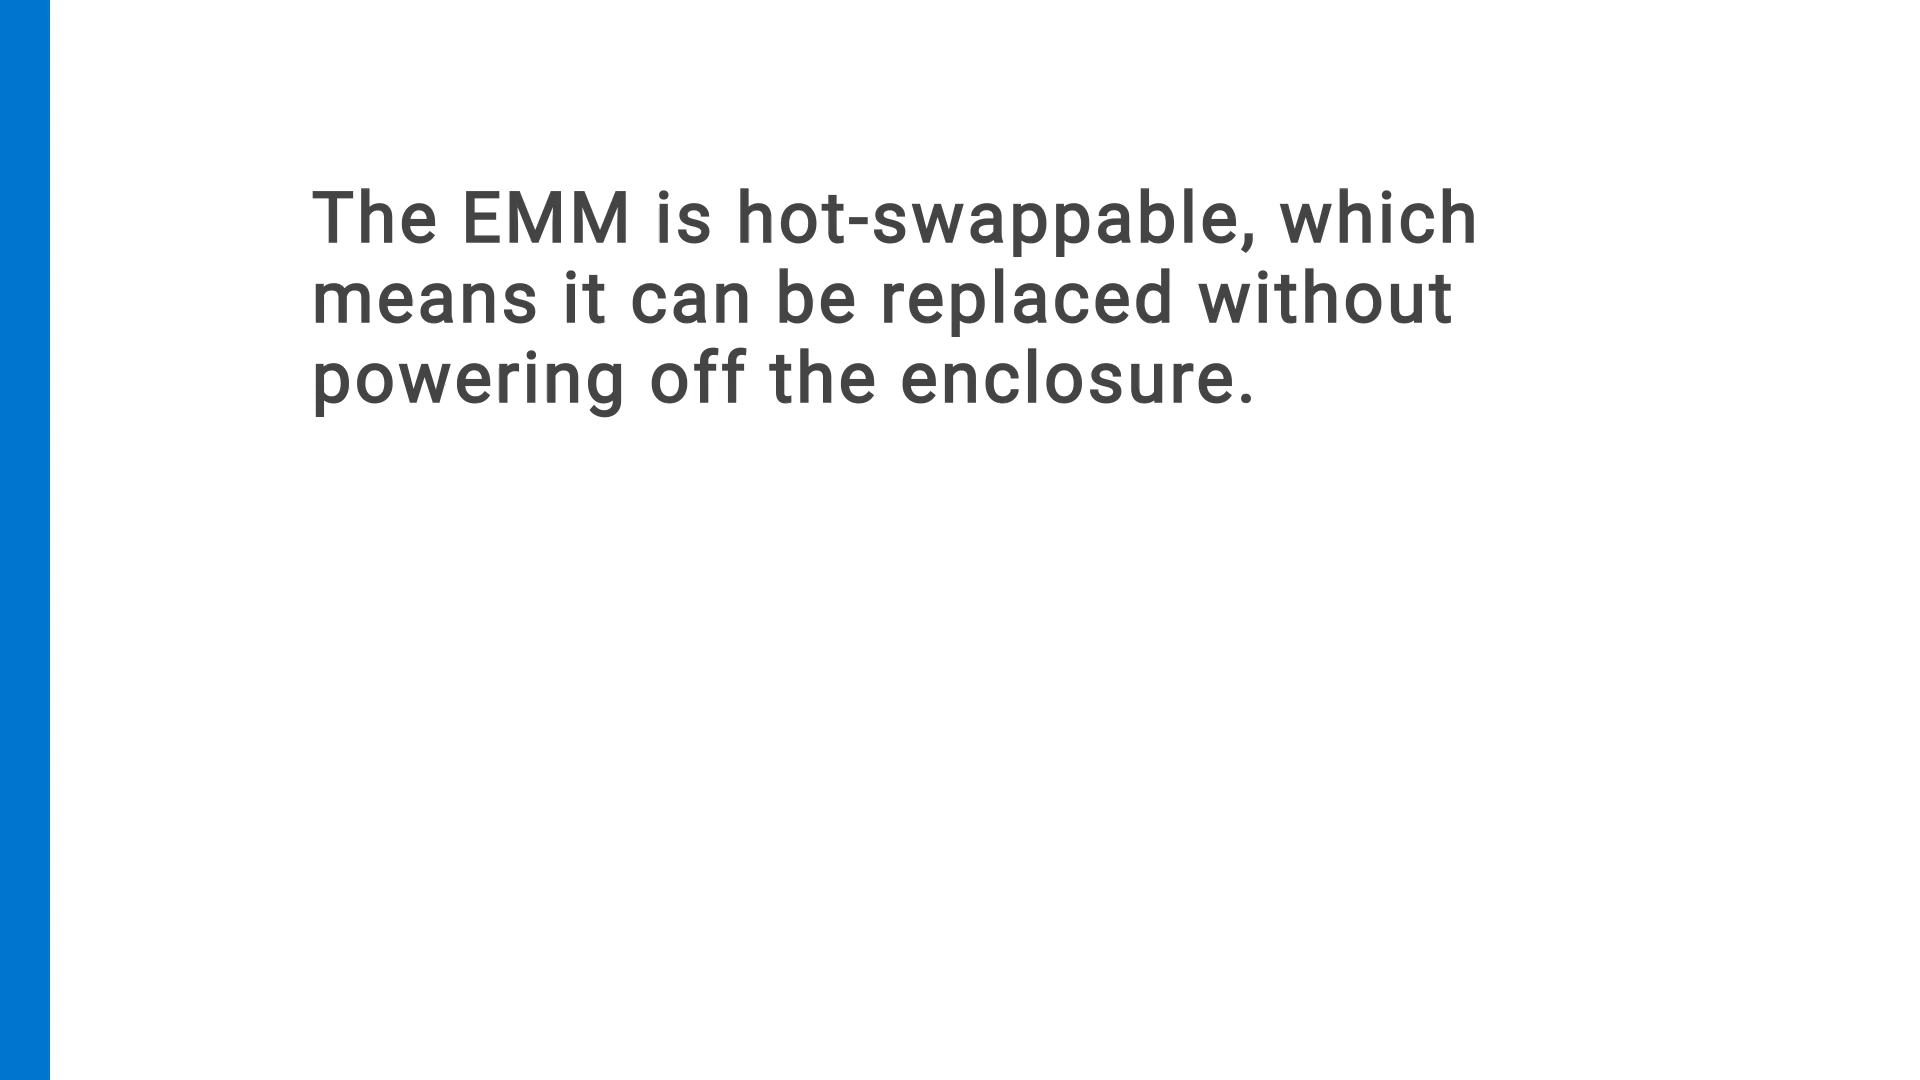 The EMM is hot-swappable, which
means it can be replaced without
powering off the enclosure.